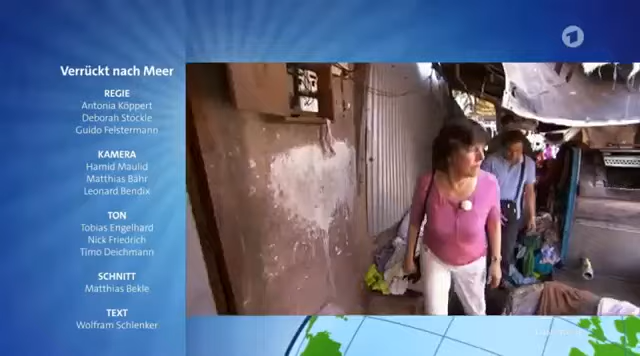 Verrückt nach Meer
REGIE
Antonia Köppert
Deborah Stöckle
Guido Felstermann
KAMERA
Hamid Maulid
Matthias Bähr
Leonard Bendix
TON
Tobias Engelhard
Nick Friedrich
Timo Deichmann
SCHNITT
Matthias Bekle
TEXT
Wolfram Schlenker